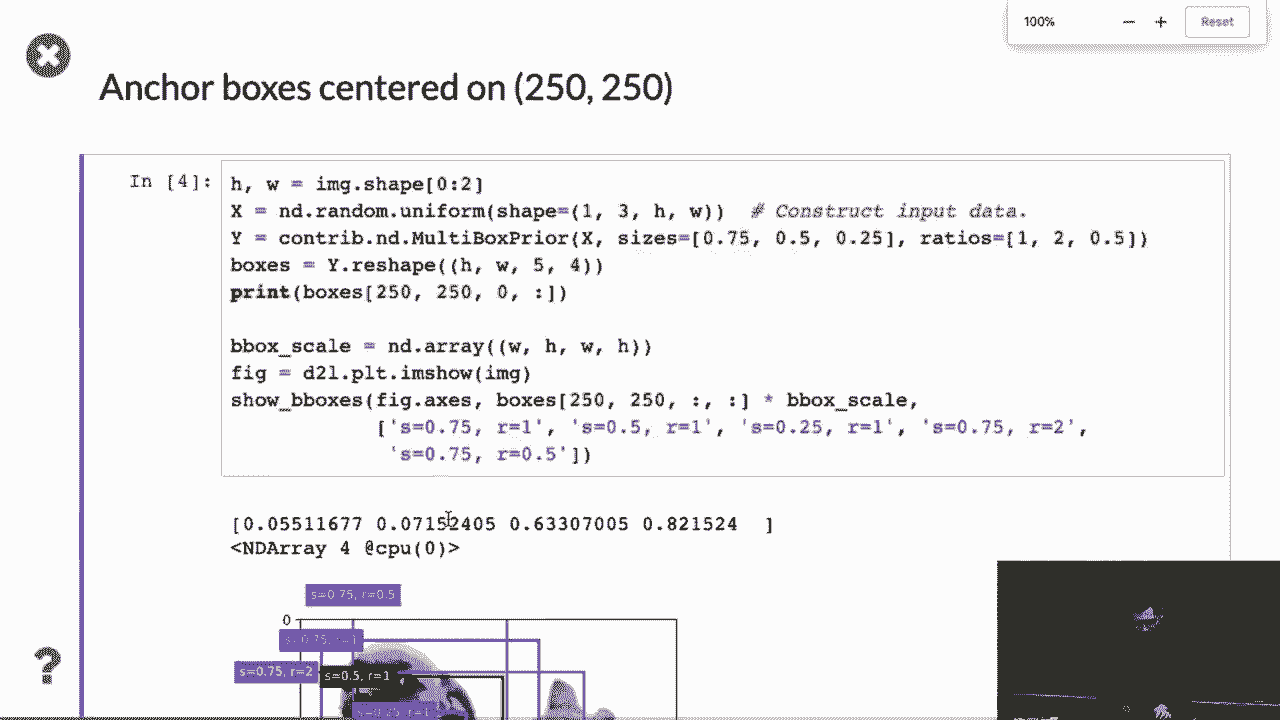 100%
−
+
Reset
Anchor boxes centered on (250, 250)
In [4]:
h, w = img.shape[0:2]
X = nd.random.uniform(shape=(1, 3, h, w))  # Construct input data.
Y = contrib.nd.MultiBoxPrior(X, sizes=[0.75, 0.5, 0.25], ratios=[1, 2, 0.5])
boxes = Y.reshape((h, w, 5, 4))
print(boxes[250, 250, 0, :])
bbox_scale = nd.array((w, h, w, h))
fig = d2l.plt.imshow(img)
show_bboxes(fig.axes, boxes[250, 250, :, :] * bbox_scale,
['s=0.75, r=1', 's=0.5, r=1', 's=0.25, r=1', 's=0.75, r=2',
's=0.75, r=0.5'])
[0.05511677 0.07152405 0.63307005 0.821524  ]
<NDArray 4 @cpu(0)>
s=0.75, r=0.5
0
s=0.75, r=1
s=0.75, r=2
s=0.5, r=1
s=0.25, r=1
?